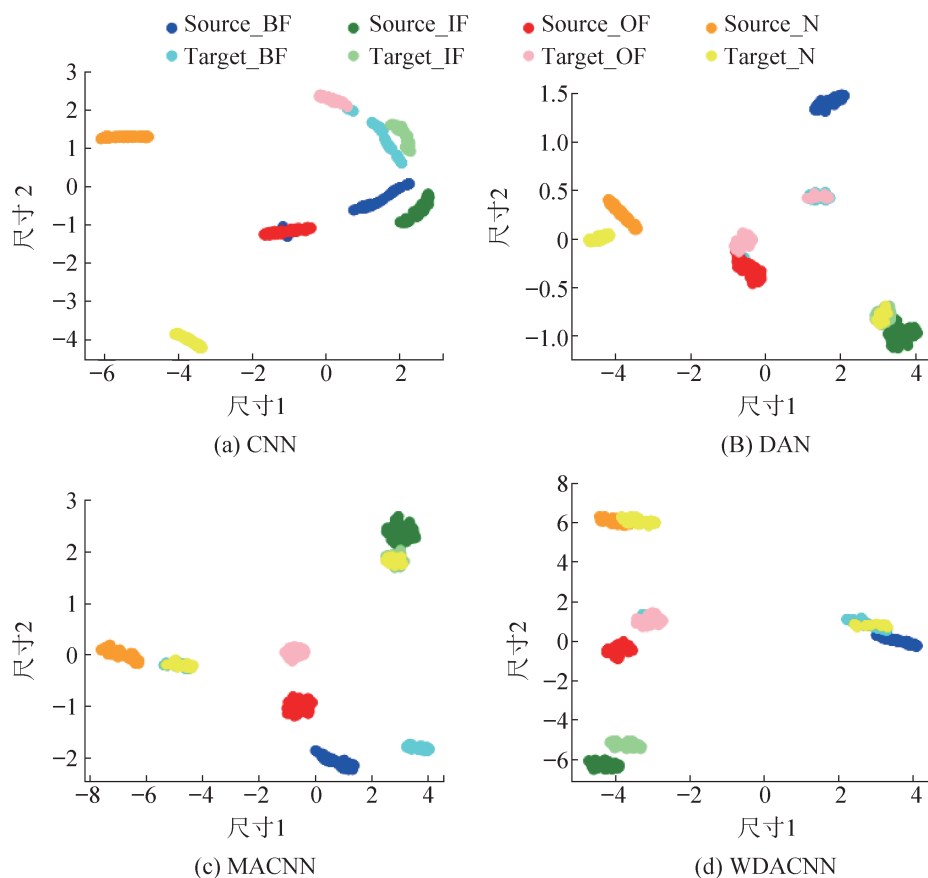 Source_BF Source_IF Source_OF Source_N
Target_BF Target_IF Target_OF Target_N
3
2
1
0
−1
−2
−3
−4
尺寸 2
−6 −4 −2 0 2
尺寸1
(a) CNN
1.5
1.0
0.5
0
−0.5
−1.0
尺寸2
−4 −2 0 2 4
尺寸1
(B) DAN
3
2
1
0
−1
−2
尺寸2
−8 −6 −4 −2 0 2 4
尺寸1
(c) MACNN
8
6
4
2
0
−2
−4
−6
尺寸2
−4 −2 0 2 4
尺寸1
(d) WDACNN